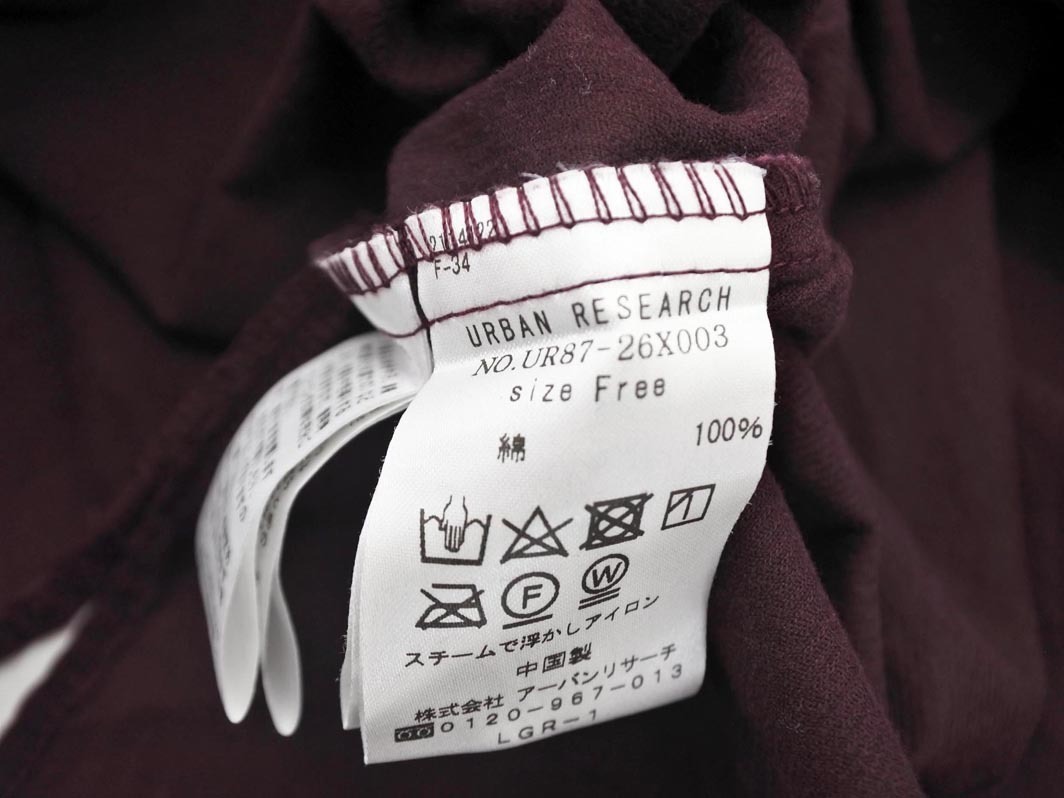 F-34
URBAN RESEARCH
NO.UR87-26X003
size Free
綿 100%
F W
スチームで浮かしアイロン
中国製
株式会社 アーバンリサーチ
0120-967-013
LGR-1